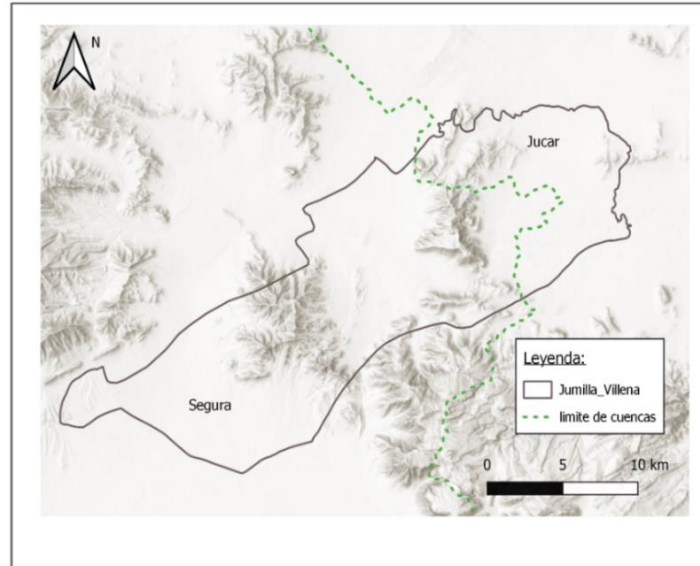 N
Jucar
Segura
Leyenda:
Jumilla_Villena
limite de cuencas
0 5 10 km